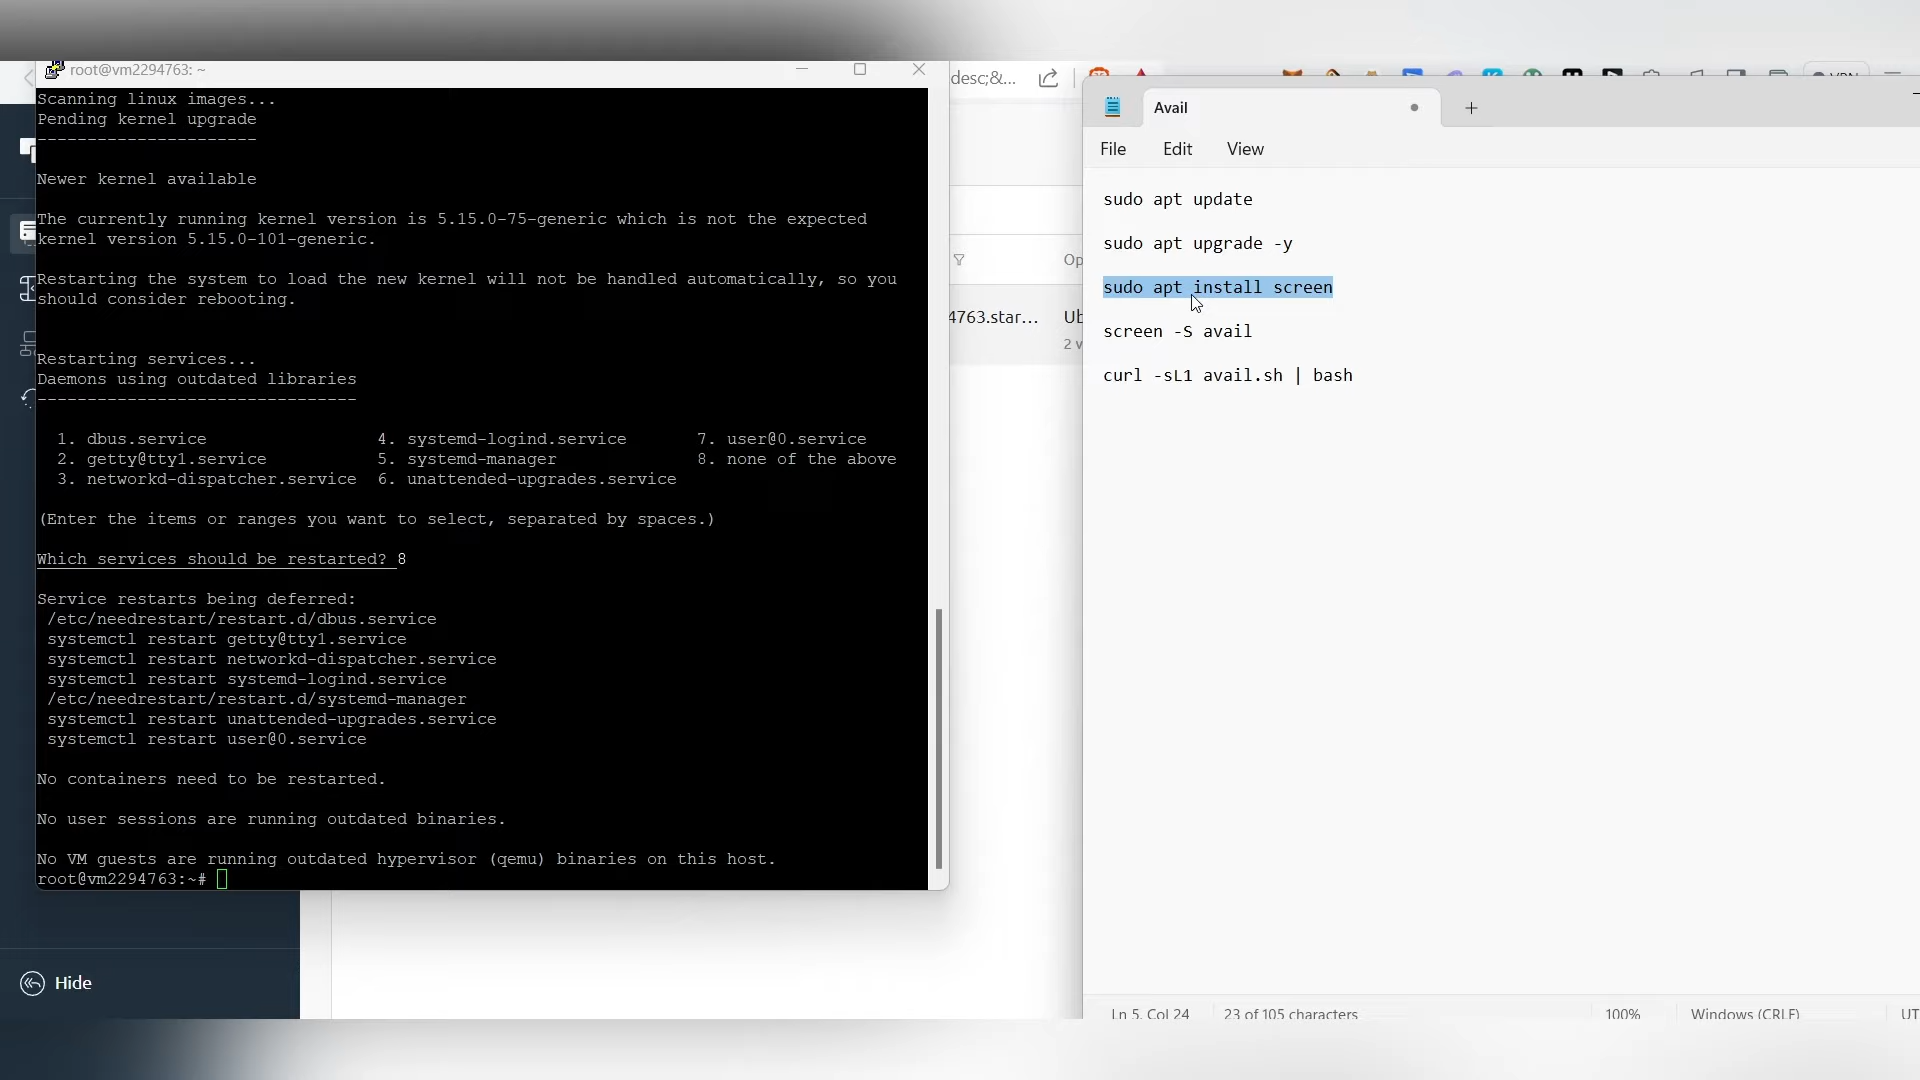 root@vm2294763: ~
Scanning linux images...
Pending kernel upgrade
----------------------
Newer kernel available
The currently running kernel version is 5.15.0-75-generic which is not the expected
kernel version 5.15.0-101-generic.
Restarting the system to load the new kernel will not be handled automatically, so you
should consider rebooting.
Restarting services...
Daemons using outdated libraries
--------------------------------
1. dbus.service 4. systemd-logind.service 7. user@0.service
2. getty@tty1.service 5. systemd-manager 8. none of the above
3. networkd-dispatcher.service 6. unattended-upgrades.service
(Enter the items or ranges you want to select, separated by spaces.)
Which services should be restarted? 8
Service restarts being deferred:
/etc/needrestart/restart.d/dbus.service
systemctl restart getty@tty1.service
systemctl restart networkd-dispatcher.service
systemctl restart systemd-logind.service
/etc/needrestart/restart.d/systemd-manager
systemctl restart unattended-upgrades.service
systemctl restart user@0.service
No containers need to be restarted.
No user sessions are running outdated binaries.
No VM guests are running outdated hypervisor (qemu) binaries on this host.
root@vm2294763:~#
Hide
desc;&...
Op
4763.star... Ub
2 v
Avail
File Edit View
sudo apt update
sudo apt upgrade -y
sudo apt install screen
screen -S avail
curl -sL1 avail.sh | bash
Ln 5, Col 24 23 of 105 characters 100% Windows (CRLF) UT